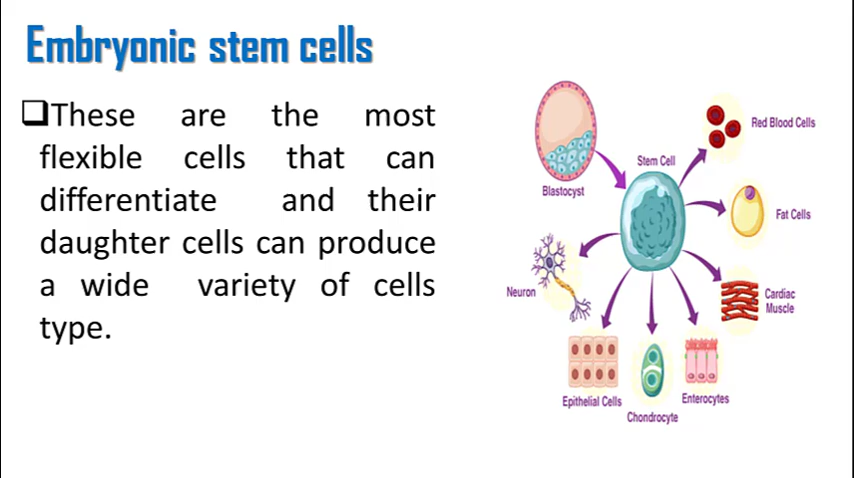 Embryonic stem cells
These are the most
flexible cells that can
differentiate and their
daughter cells can produce
a wide variety of cells
type.
Blastocyst
Stem Cell
Red Blood Cells
Fat Cells
Cardiac
Muscle
Enterocytes
Chondrocyte
Epithelial Cells
Neuron